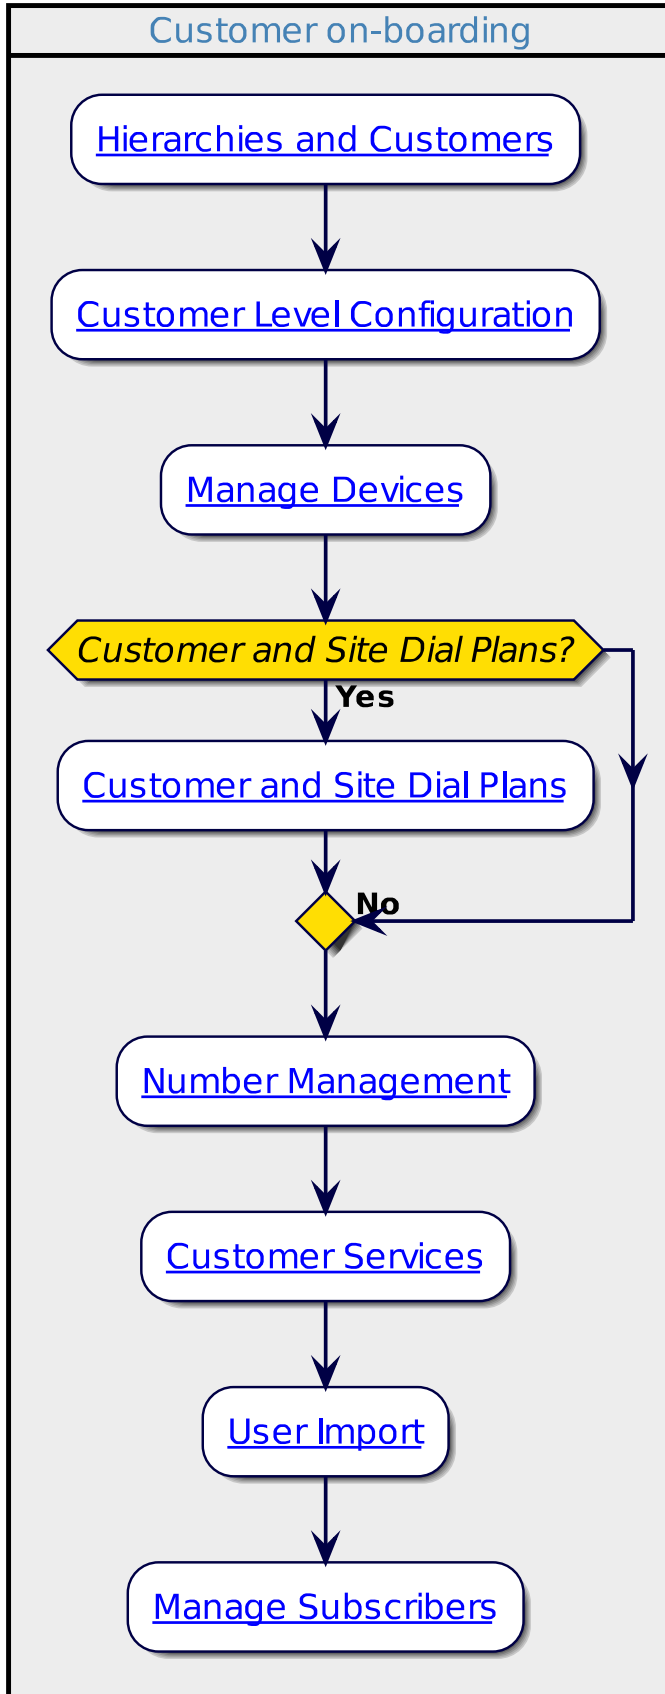 Customer on-boarding
Hierarchies and Customers
Customer Level Configuration
Manage Devices
Customer and Site Dial Plans?
Yes
Customer and Site Dial Plans
No
Number Management
Customer Services
User Import
Manage Subscribers